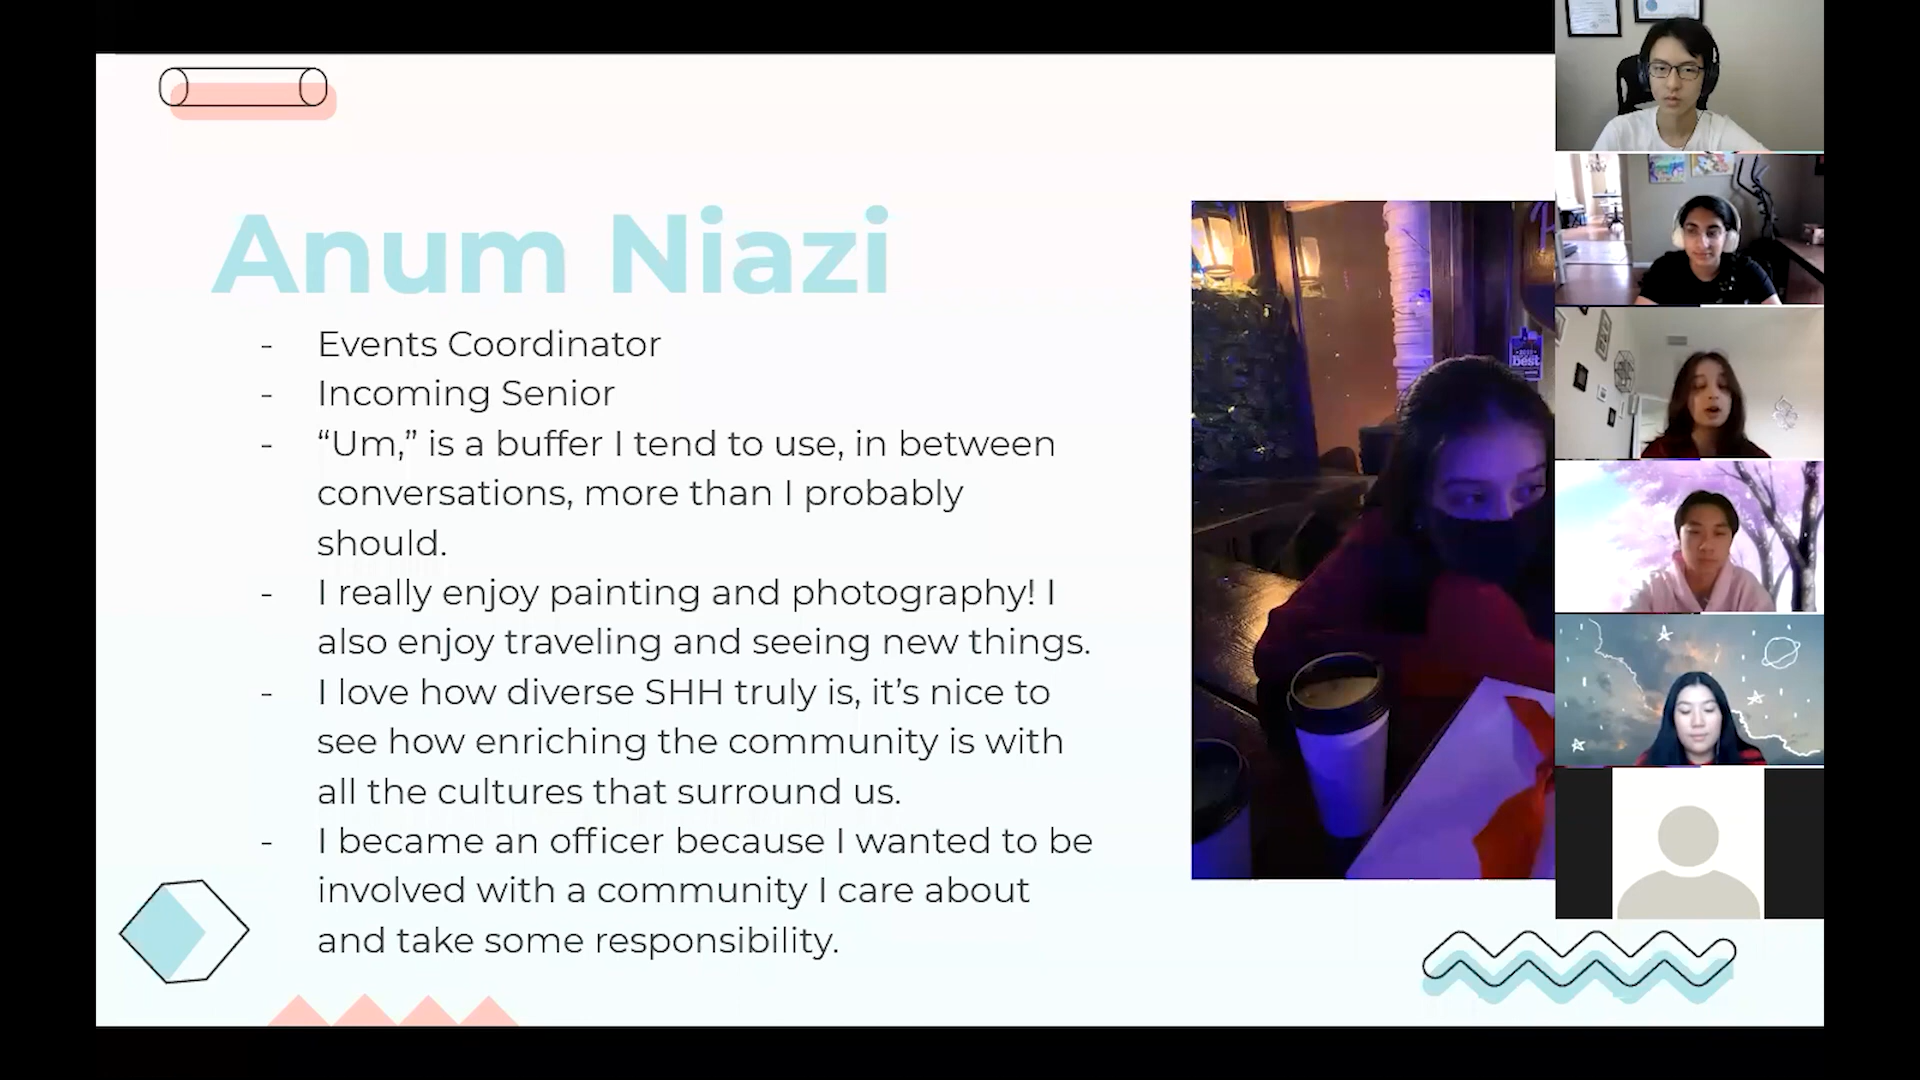 Anum Niazi
- Events Coordinator
- Incoming Senior
- “Um,” is a buffer I tend to use, in between
conversations, more than I probably
should.
- I really enjoy painting and photography! I
also enjoy traveling and seeing new things.
- I love how diverse SHH truly is, it’s nice to
see how enriching the community is with
all the cultures that surround us.
- I became an officer because I wanted to be
involved with a community I care about
and take some responsibility.
best